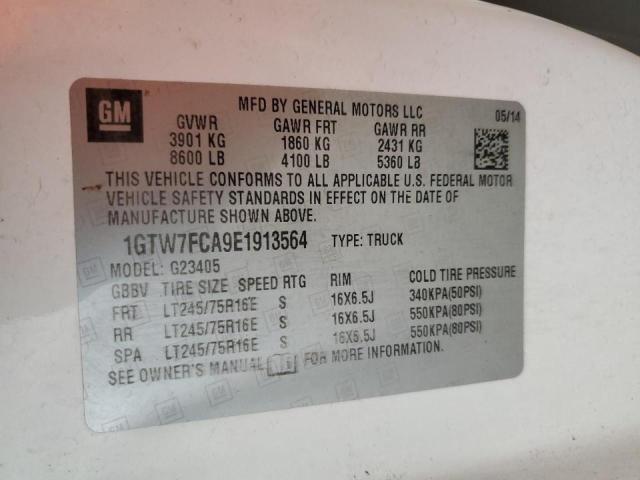 GM
MFD BY GENERAL MOTORS LLC 05/14
GVWR GAWR FRT GAWR RR
3901 KG 1860 KG 2431 KG
8600 LB 4100 LB 5360 LB
THIS VEHICLE CONFORMS TO ALL APPLICABLE U.S. FEDERAL MOTOR
VEHICLE SAFETY STANDARDS IN EFFECT ON THE DATE OF
MANUFACTURE SHOWN ABOVE.
1GTW7FCA9E1913564 TYPE: TRUCK
MODEL: G23405
GBBV TIRE SIZE SPEED RTG RIM COLD TIRE PRESSURE
FRT LT245/75R16E S 16X6.5J 340KPA(50PSI)
RR LT245/75R16E S 16X6.5J 550KPA(80PSI)
SPA LT245/75R16E S 16X6.5J 550KPA(80PSI)
SEE OWNER'S MANUAL FOR MORE INFORMATION.